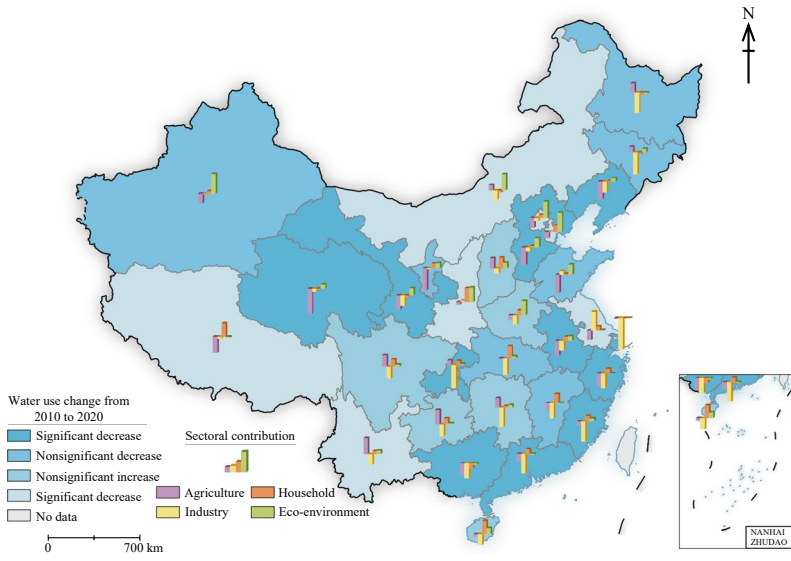 N
Water use change from
2010 to 2020
Significant decrease
Nonsignificant decrease
Nonsignificant increase
Significant decrease
No data
0 700 km
Sectoral contribution
Agriculture Household
Industry Eco-environment
NANHAI
ZHUDAO